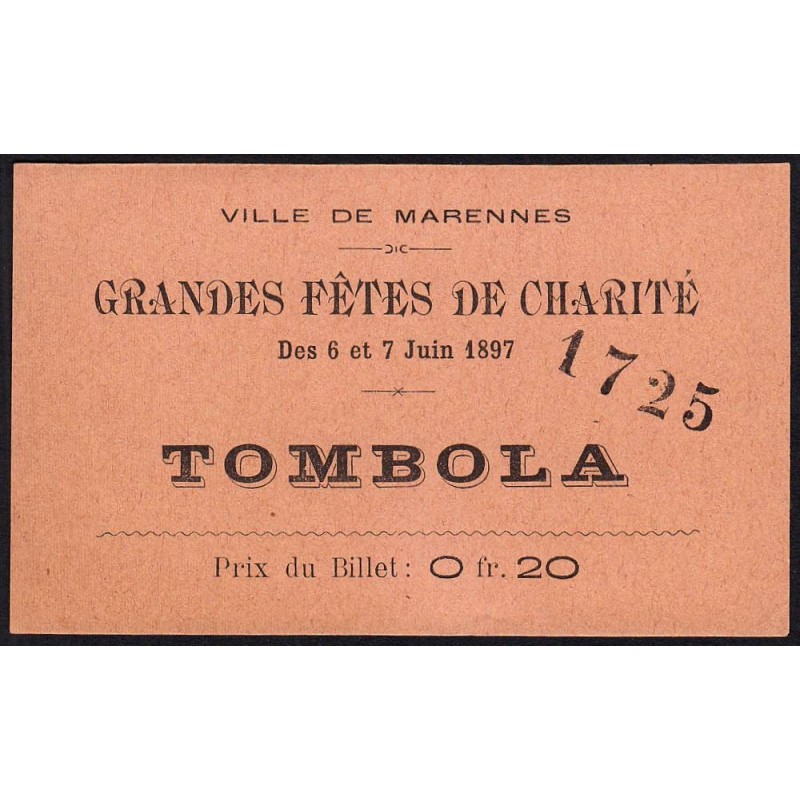 VILLE DE MARENNES
GRANDES FÊTES DE CHARITÉ
Des 6 et 7 Juin 1897
1725
TOMBOLA
Prix du Billet : 0 fr. 20